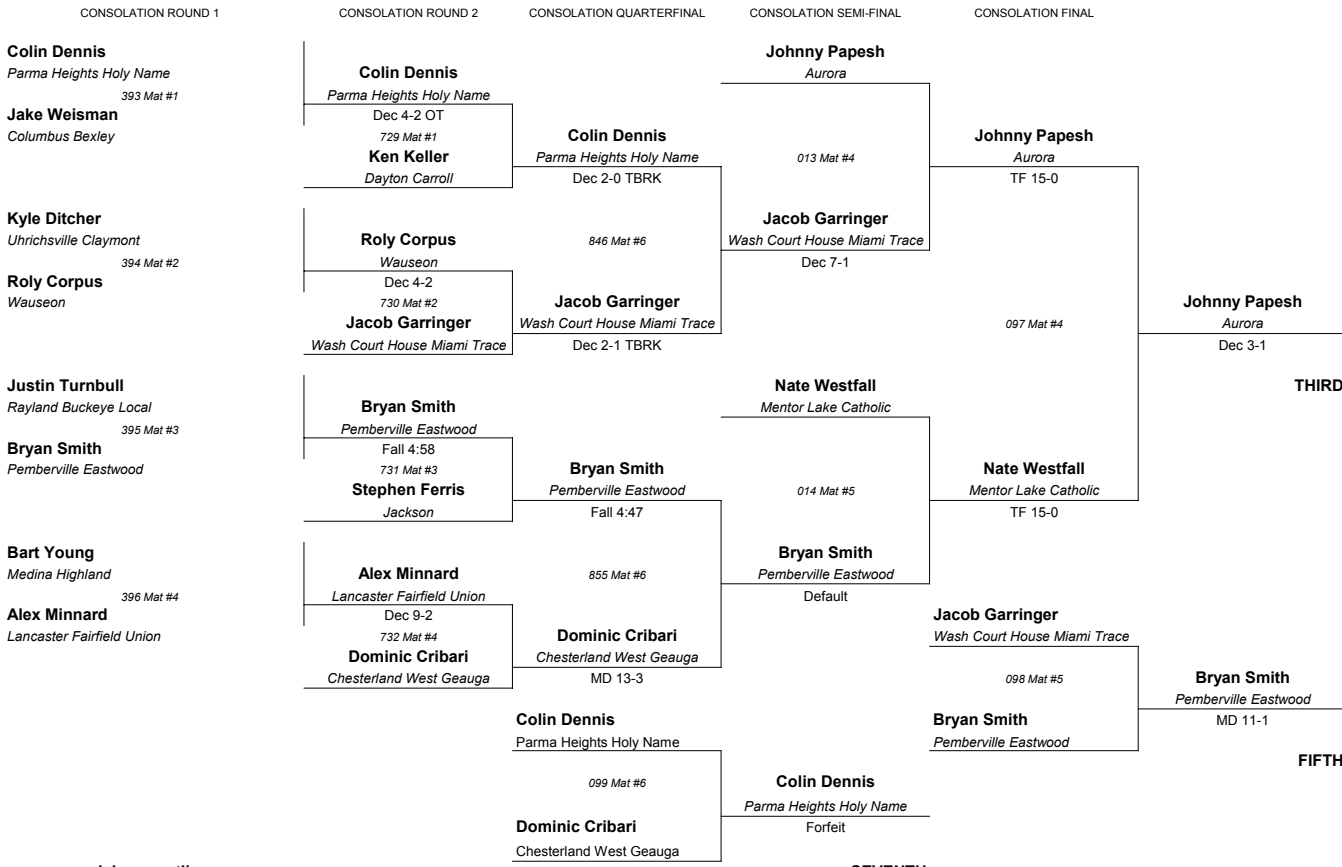 CONSOLATION ROUND 1
CONSOLATION ROUND 2
CONSOLATION QUARTERFINAL
CONSOLATION SEMI-FINAL
CONSOLATION FINAL
Colin Dennis
Parma Heights Holy Name
393 Mat #1
Jake Weisman
Columbus Bexley
Kyle Ditcher
Uhrichsville Claymont
394 Mat #2
Roly Corpus
Wauseon
Justin Turnbull
Rayland Buckeye Local
395 Mat #3
Bryan Smith
Pemberville Eastwood
Bart Young
Medina Highland
396 Mat #4
Alex Minnard
Lancaster Fairfield Union
Colin Dennis
Parma Heights Holy Name
Dec 4-2 OT
729 Mat #1
Ken Keller
Dayton Carroll
Roly Corpus
Wauseon
Dec 4-2
730 Mat #2
Jacob Garringer
Wash Court House Miami Trace
Bryan Smith
Pemberville Eastwood
Fall 4:58
731 Mat #3
Stephen Ferris
Jackson
Alex Minnard
Lancaster Fairfield Union
Dec 9-2
732 Mat #4
Dominic Cribari
Chesterland West Geauga
Colin Dennis
Parma Heights Holy Name
Dec 2-0 TBRK
846 Mat #6
Jacob Garringer
Wash Court House Miami Trace
Dec 2-1 TBRK
Bryan Smith
Pemberville Eastwood
Fall 4:47
855 Mat #6
Dominic Cribari
Chesterland West Geauga
MD 13-3
Colin Dennis
Parma Heights Holy Name
099 Mat #6
Dominic Cribari
Chesterland West Geauga
Johnny Papesh
Aurora
013 Mat #4
Jacob Garringer
Wash Court House Miami Trace
Dec 7-1
Nate Westfall
Mentor Lake Catholic
014 Mat #5
Bryan Smith
Pemberville Eastwood
Default
Colin Dennis
Parma Heights Holy Name
Forfeit
Johnny Papesh
Aurora
TF 15-0
097 Mat #4
Nate Westfall
Mentor Lake Catholic
TF 15-0
Jacob Garringer
Wash Court House Miami Trace
098 Mat #5
Bryan Smith
Pemberville Eastwood
Johnny Papesh
Aurora
Dec 3-1
THIRD
Bryan Smith
Pemberville Eastwood
MD 11-1
FIFTH